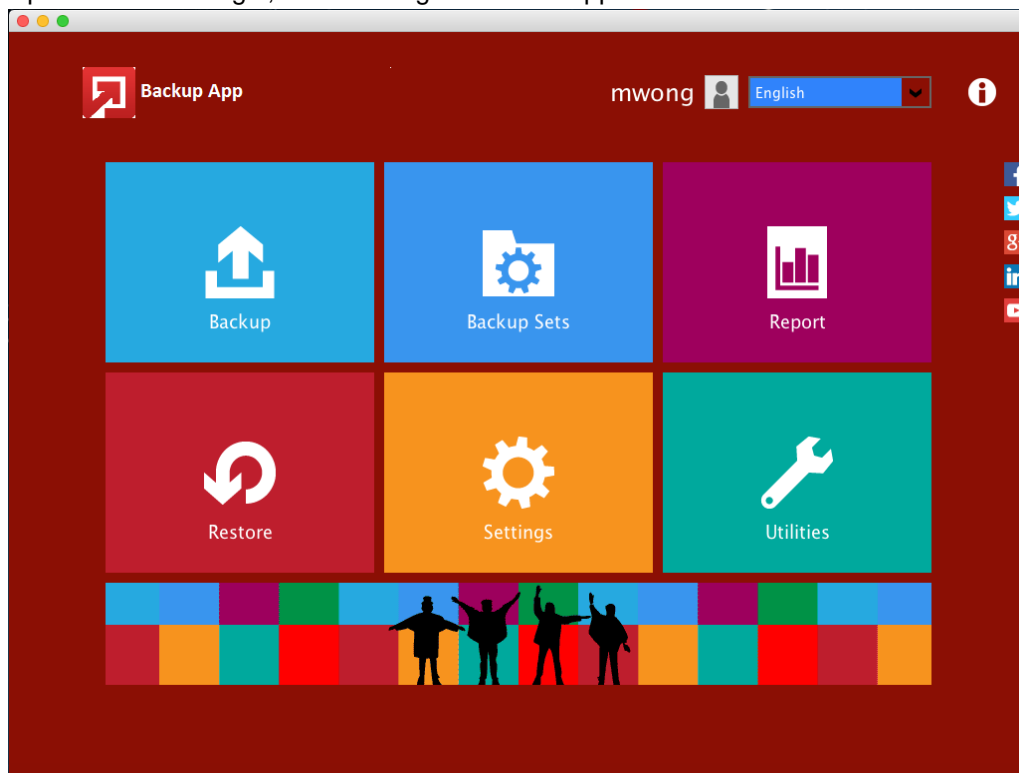 Backup App
mwong
English
Backup
Backup Sets
Report
Restore
Settings
Utilities